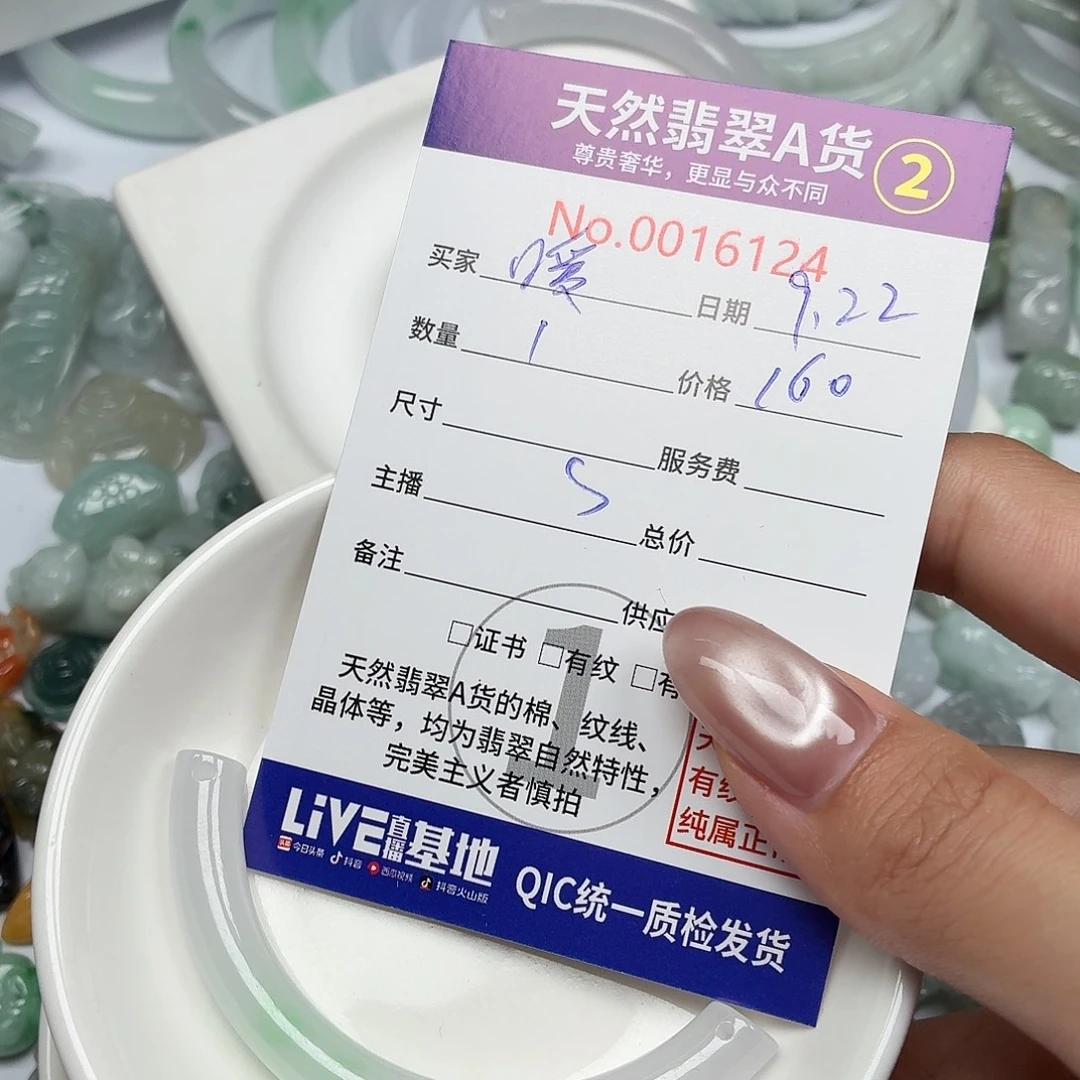 天然翡翠A货 ②
尊贵奢华，更显与众不同
No.0016124
买家 暖 日期 9.22
数量 1 价格 160
尺寸 服务费
主播 S 总价
备注 供应
□证书 □有纹 □有
1
天然翡翠A货的棉、纹线、
晶体等，均为翡翠自然特性，
完美主义者慎拍
有纹
纯属正
LiVE直播基地
今日头条 抖音 西瓜视频 抖音火山版
QIC统一质检发货